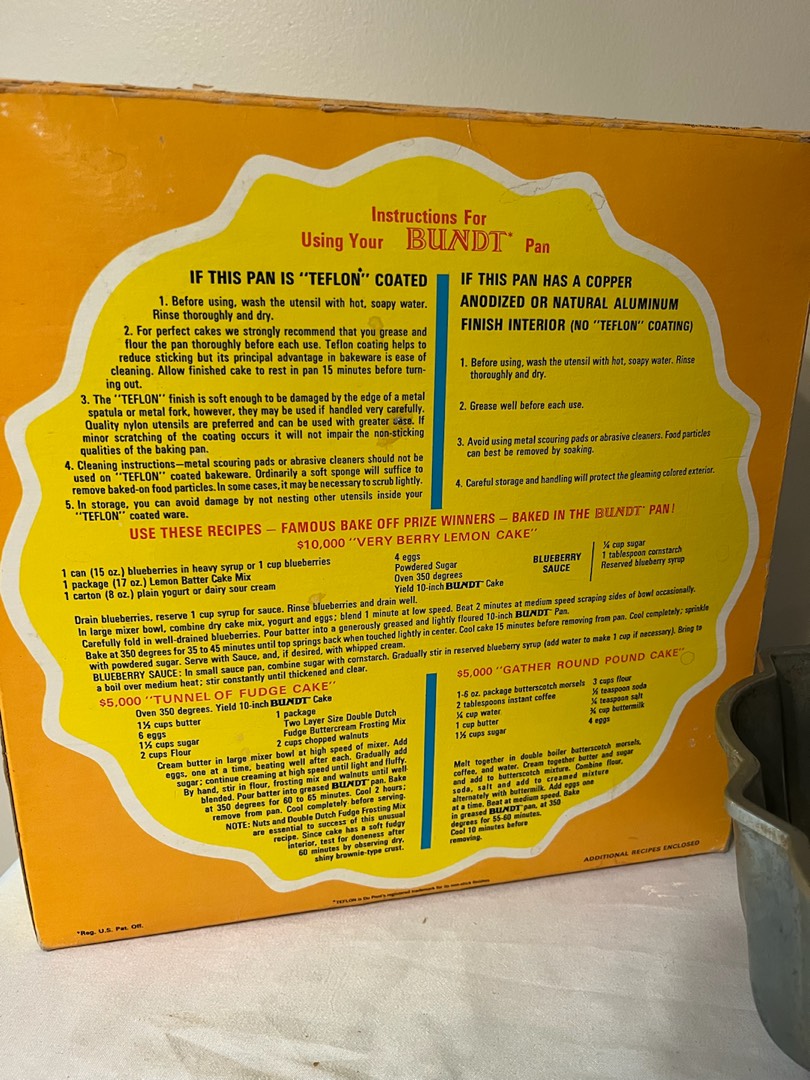 Instructions For
Using Your BUNDT* Pan
IF THIS PAN IS "TEFLON" COATED
1. Before using, wash the utensil with hot, soapy water.
Rinse thoroughly and dry.
2. For perfect cakes we strongly recommend that you grease and
flour the pan thoroughly before each use. Teflon coating helps to
reduce sticking but its principal advantage in bakeware is ease of
cleaning. Allow finished cake to rest in pan 15 minutes before turn-
ing out.
3. The "TEFLON" finish is soft enough to be damaged by the edge of a metal
spatula or metal fork, however, they may be used if handled very carefully.
Quality nylon utensils are preferred and can be used with greater ease. If
minor scratching of the coating occurs it will not impair the non-sticking
qualities of the baking pan.
4. Cleaning instructions—metal scouring pads or abrasive cleaners should not be
used on "TEFLON" coated bakeware. Ordinarily a soft sponge will suffice to
remove baked-on food particles. In some cases, it may be necessary to scrub lightly.
5. In storage, you can avoid damage by not nesting other utensils inside your
"TEFLON" coated ware.
IF THIS PAN HAS A COPPER
ANODIZED OR NATURAL ALUMINUM
FINISH INTERIOR (NO "TEFLON" COATING)
1. Before using, wash the utensil with hot, soapy water. Rinse
thoroughly and dry.
2. Grease well before each use.
3. Avoid using metal scouring pads or abrasive cleaners. Food particles
can best be removed by soaking.
4. Careful storage and handling will protect the gleaming colored exterior.
USE THESE RECIPES — FAMOUS BAKE OFF PRIZE WINNERS — BAKED IN THE BUNDT* PAN!
$10,000 "VERY BERRY LEMON CAKE"
1 can (15 oz.) blueberries in heavy syrup or 1 cup blueberries
1 package (17 oz.) Lemon Batter Cake Mix
1 carton (8 oz.) plain yogurt or dairy sour cream
4 eggs
Powdered Sugar
Oven 350 degrees
Yield 10-inch BUNDT* Cake
BLUEBERRY
SAUCE
¼ cup sugar
1 tablespoon cornstarch
Reserved blueberry syrup
Drain blueberries, reserve 1 cup syrup for sauce. Rinse blueberries and drain well.
In large mixer bowl, combine dry cake mix, yogurt and eggs; blend 1 minute at low speed. Beat 2 minutes at medium speed scraping sides of bowl occasionally.
Carefully fold in well-drained blueberries. Pour batter into a generously greased and lightly floured 10-inch BUNDT* Pan.
Bake at 350 degrees for 35 to 45 minutes until top springs back when touched lightly in center. Cool cake 15 minutes before removing from pan. Cool completely; sprinkle
with powdered sugar. Serve with Sauce, and, if desired, with whipped cream.
BLUEBERRY SAUCE: In small sauce pan, combine sugar with cornstarch. Gradually stir in reserved blueberry syrup (add water to make 1 cup if necessary). Bring to
a boil over medium heat; stir constantly until thickened and clear.
$5,000 "TUNNEL OF FUDGE CAKE"
Oven 350 degrees. Yield 10-inch BUNDT* Cake
1½ cups butter
6 eggs
1½ cups sugar
2 cups Flour
1 package
Two Layer Size Double Dutch
Fudge Buttercream Frosting Mix
2 cups chopped walnuts
Cream butter in large mixer bowl at high speed of mixer. Add
eggs, one at a time, beating well after each. Gradually add
sugar; continue creaming at high speed until light and fluffy.
By hand, stir in flour, frosting mix and walnuts until well
blended. Pour batter into greased BUNDT* pan. Bake
at 350 degrees for 60 to 65 minutes. Cool 2 hours;
remove from pan. Cool completely before serving.
NOTE: Nuts and Double Dutch Fudge Frosting Mix
are essential to success of this unusual
recipe. Since cake has a soft fudgy
interior, test for doneness after
60 minutes by observing dry,
shiny brownie-type crust.
$5,000 "GATHER ROUND POUND CAKE"
1-6 oz. package butterscotch morsels
2 tablespoons instant coffee
¼ cup water
1 cup butter
1½ cups sugar
3 cups flour
½ teaspoon soda
½ teaspoon salt
¾ cup buttermilk
4 eggs
Melt together in double boiler butterscotch morsels,
coffee, and water. Cream together butter and sugar
and add to butterscotch mixture. Combine flour,
soda, salt and add to creamed mixture
alternately with buttermilk. Add eggs one
at a time. Beat at medium speed. Bake
in greased BUNDT* pan, at 350
degrees for 55-60 minutes.
Cool 10 minutes before
removing.
ADDITIONAL RECIPES ENCLOSED
*TEFLON is Du Pont's registered trademark for its non-stick finishes
*Reg. U.S. Pat. Off.